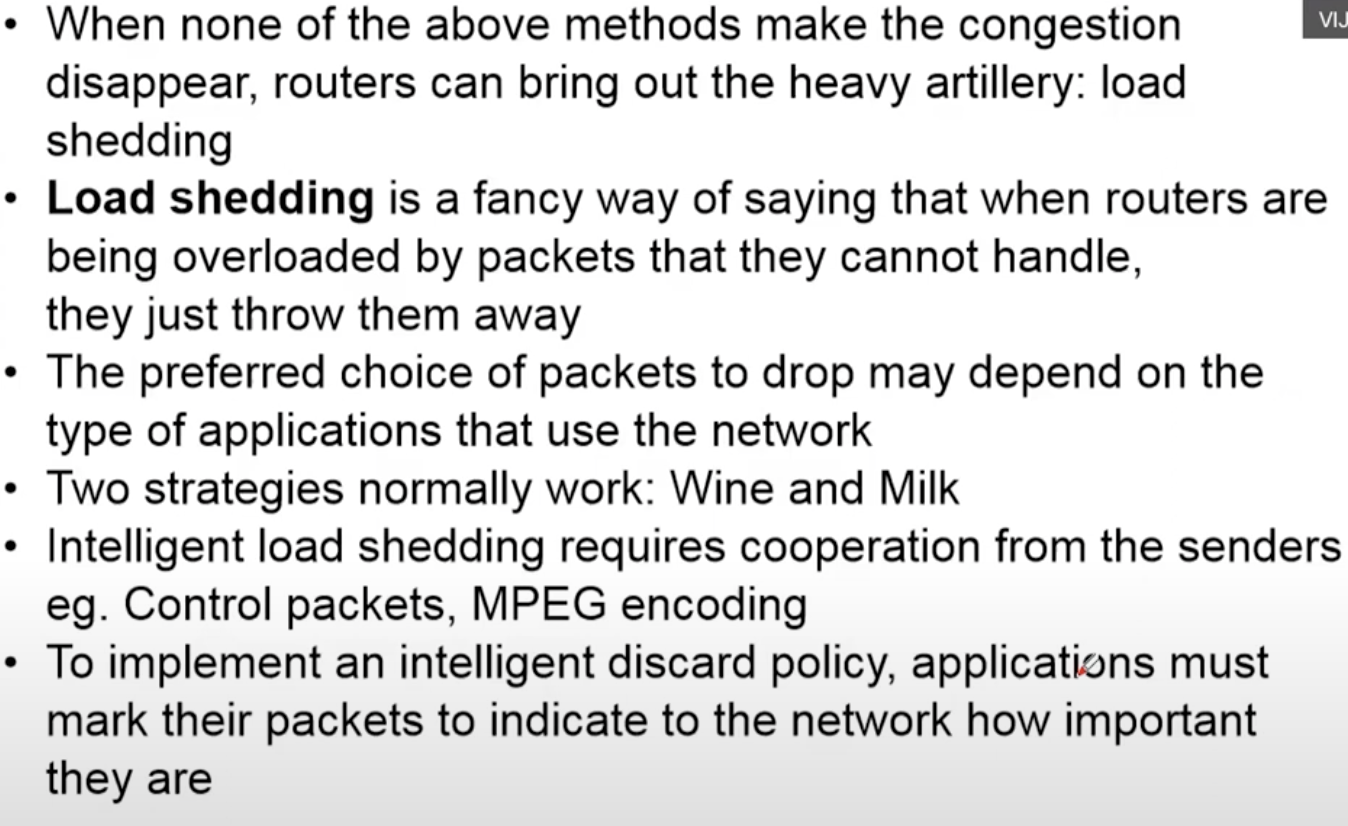 • When none of the above methods make the congestion
disappear, routers can bring out the heavy artillery: load
shedding
• Load shedding is a fancy way of saying that when routers are
being overloaded by packets that they cannot handle,
they just throw them away
• The preferred choice of packets to drop may depend on the
type of applications that use the network
• Two strategies normally work: Wine and Milk
• Intelligent load shedding requires cooperation from the senders
eg. Control packets, MPEG encoding
• To implement an intelligent discard policy, applications must
mark their packets to indicate to the network how important
they are
VIJ